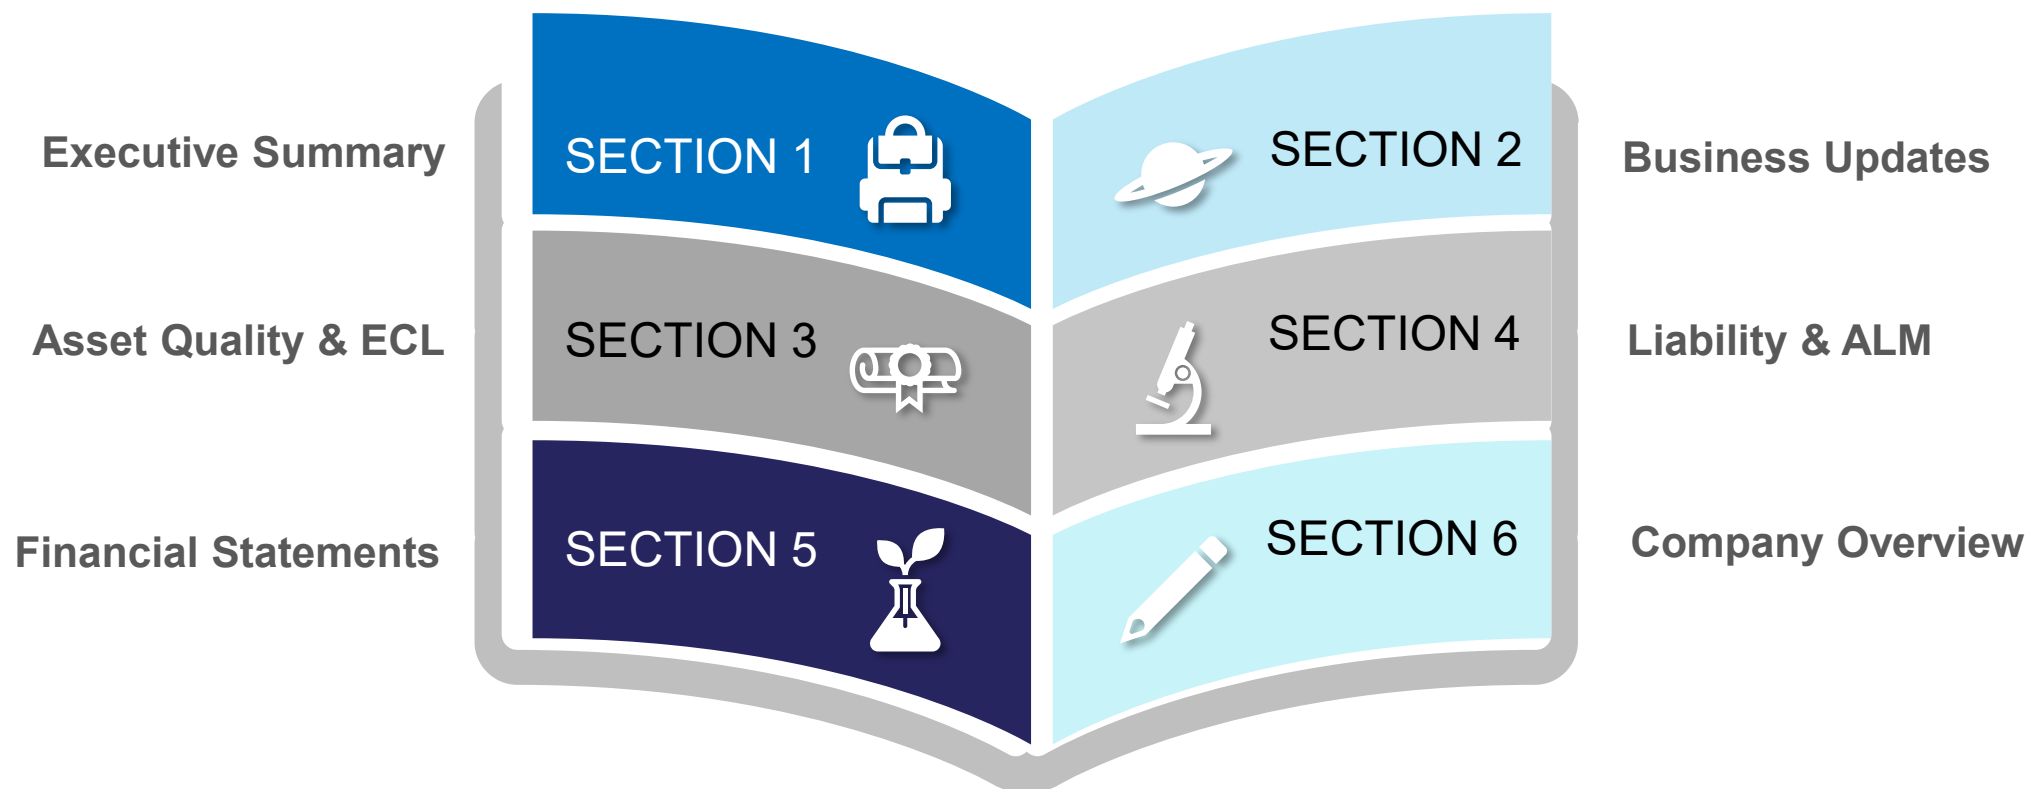 Executive Summary
SECTION 1
SECTION 2
Business Updates
Asset Quality & ECL
SECTION 3
SECTION 4
Liability & ALM
Financial Statements
SECTION 5
SECTION 6
Company Overview